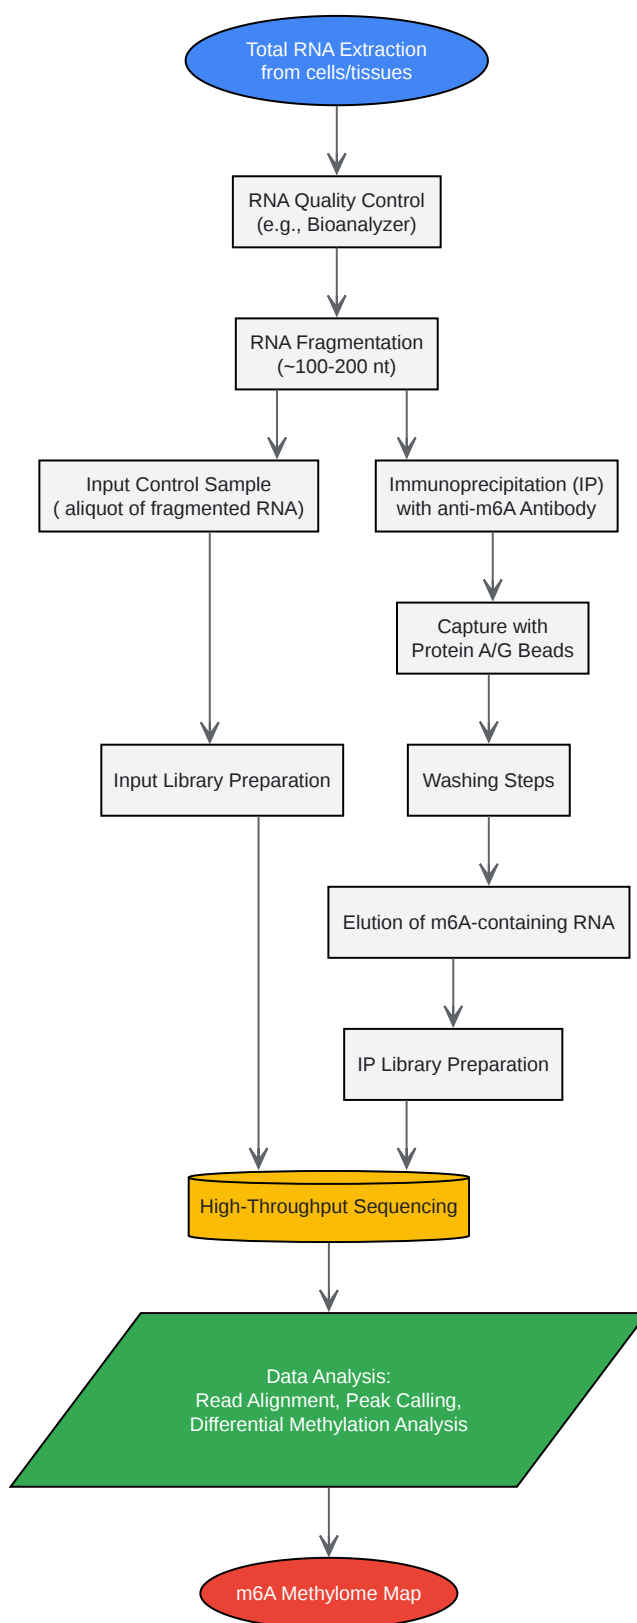 Total RNA Extraction
from cells/tissues
RNA Quality Control
(e.g., Bioanalyzer)
RNA Fragmentation
(~100-200 nt)
Input Control Sample
( aliquot of fragmented RNA)
Immunoprecipitation (IP)
with anti-m6A Antibody
Capture with
Protein A/G Beads
Input Library Preparation
Washing Steps
Elution of m6A-containing RNA
IP Library Preparation
High-Throughput Sequencing
Data Analysis:
Read Alignment, Peak Calling,
Differential Methylation Analysis
m6A Methylome Map